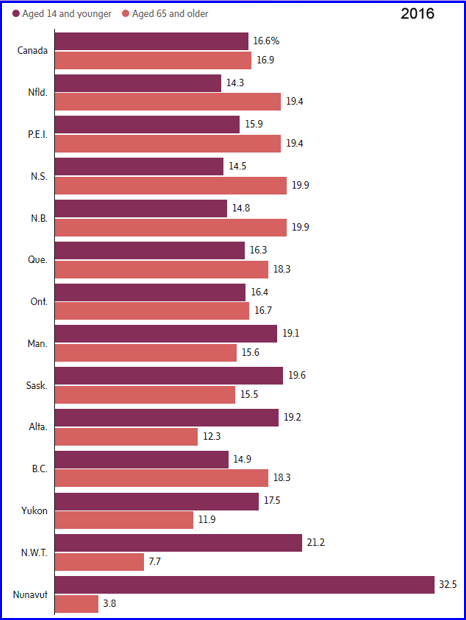 Aged 14 and younger Aged 65 and older 2016
Canada 16.6%
16.9
Nfld. 14.3
19.4
P.E.I. 15.9
19.4
N.S. 14.5
19.9
N.B. 14.8
19.9
Que. 16.3
18.3
Ont. 16.4
16.7
Man. 19.1
15.6
Sask. 19.6
15.5
Alta. 19.2
12.3
B.C. 14.9
18.3
Yukon 17.5
11.9
N.W.T. 21.2
7.7
Nunavut 32.5
3.8